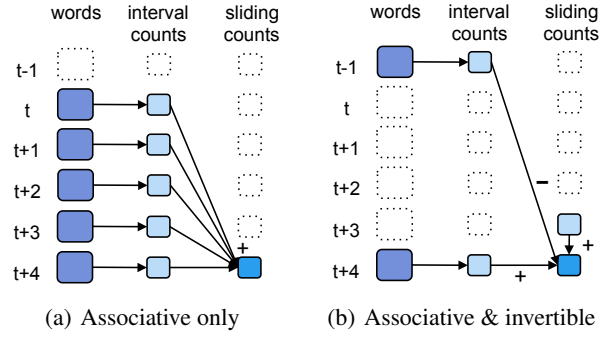 words interval counts sliding counts
t-1
t
t+1
t+2
t+3
+
t+4
(a) Associative only
words interval counts sliding counts
t-1
t
t+1
t+2
–
t+3
+
t+4
+
(b) Associative & invertible